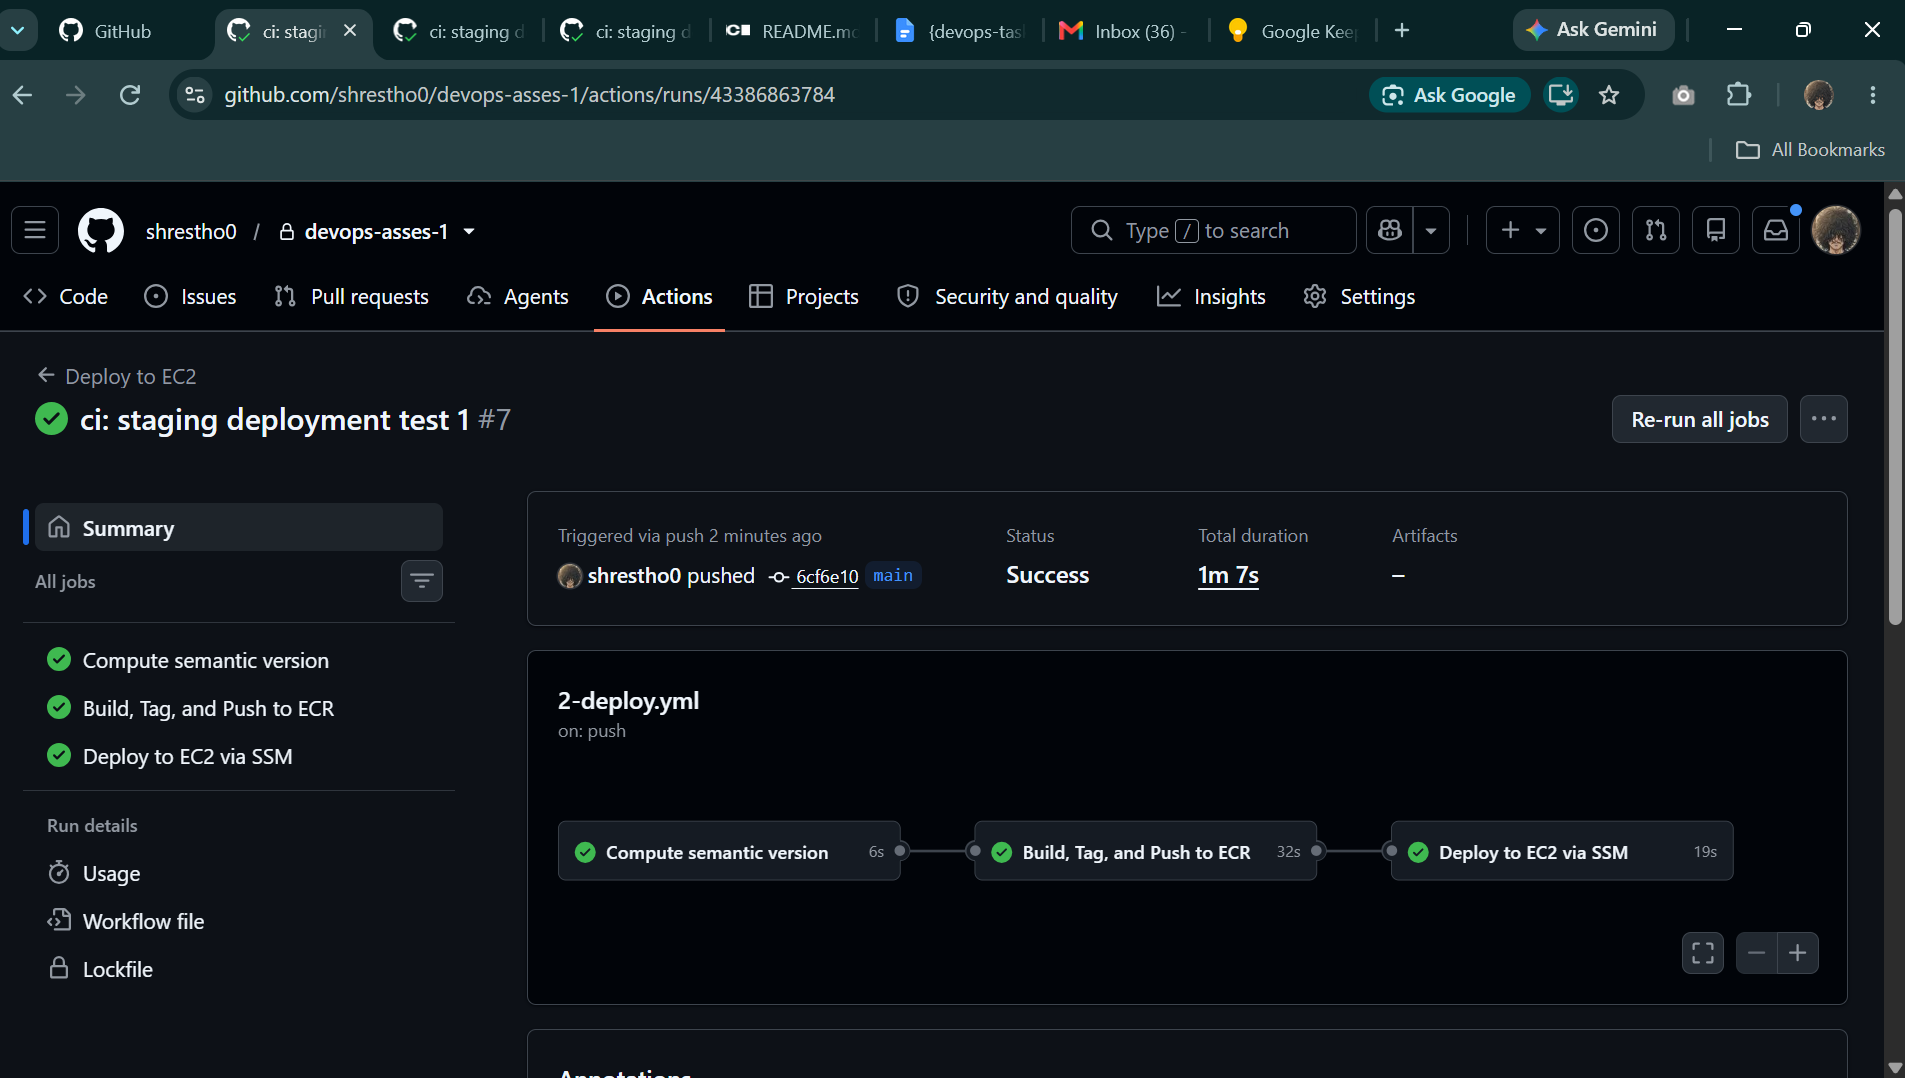 GitHub
ci: stagi
ci: staging d
ci: staging d
README.m
{devops-tas
Inbox (36) -
Google Kee
Ask Gemini
github.com/shrestho0/devops-asses-1/actions/runs/43386863784
Ask Google
All Bookmarks
shrestho0 / devops-asses-1
Type / to search
Code
Issues
Pull requests
Agents
Actions
Projects
Security and quality
Insights
Settings
Deploy to EC2
ci: staging deployment test 1 #7
Re-run all jobs
Summary
All jobs
Compute semantic version
Build, Tag, and Push to ECR
Deploy to EC2 via SSM
Run details
Usage
Workflow file
Lockfile
Triggered via push 2 minutes ago
shrestho0 pushed 6cf6e10 main
Status
Success
Total duration
1m 7s
Artifacts
–
2-deploy.yml
on: push
Compute semantic version 6s
Build, Tag, and Push to ECR 32s
Deploy to EC2 via SSM 19s
Annotations